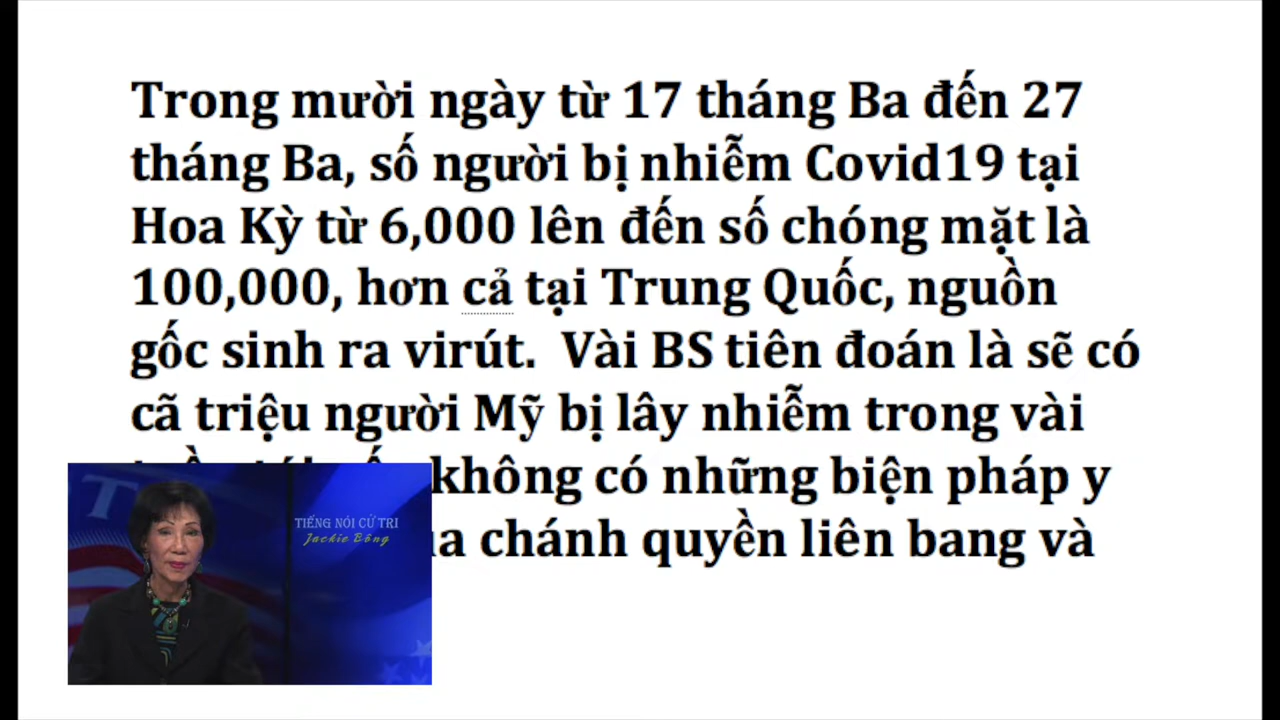 Trong mười ngày từ 17 tháng Ba đến 27
tháng Ba, số người bị nhiễm Covid19 tại
Hoa Kỳ từ 6,000 lên đến số chóng mặt là
100,000, hơn cả tại Trung Quốc, nguồn
gốc sinh ra virút. Vài BS tiên đoán là sẽ có
cã triệu người Mỹ bị lây nhiễm trong vài
không có những biện pháp y
chánh quyền liên bang và
TIẾNG NÓI CỬ TRI
Jackie Bông